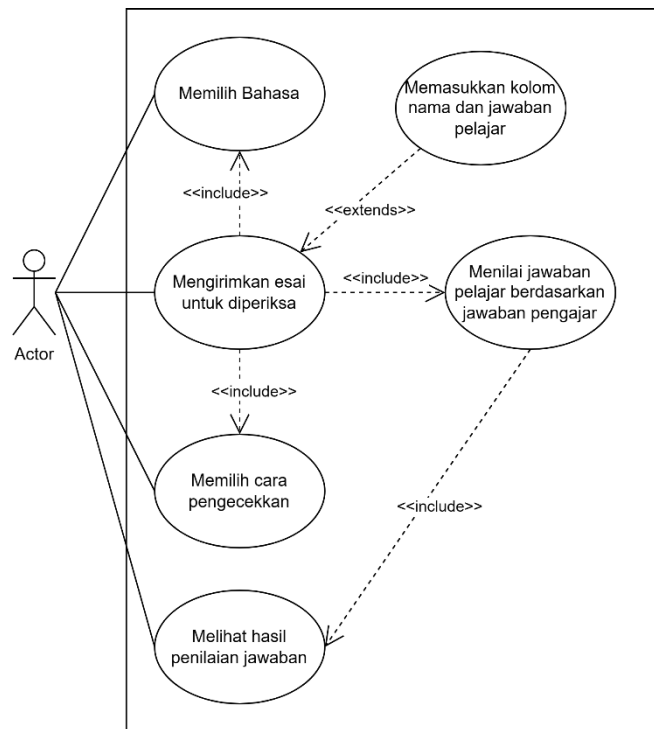 Memilih Bahasa
Memasukkan kolom
nama dan jawaban
pelajar
<<include>>
<<extends>>
Mengirimkan esai
untuk diperiksa
<<include>>
Menilai jawaban
pelajar berdasarkan
jawaban pengajar
Actor
<<include>>
Memilih cara
pengecekkan
<<include>>
Melihat hasil
penilaian jawaban